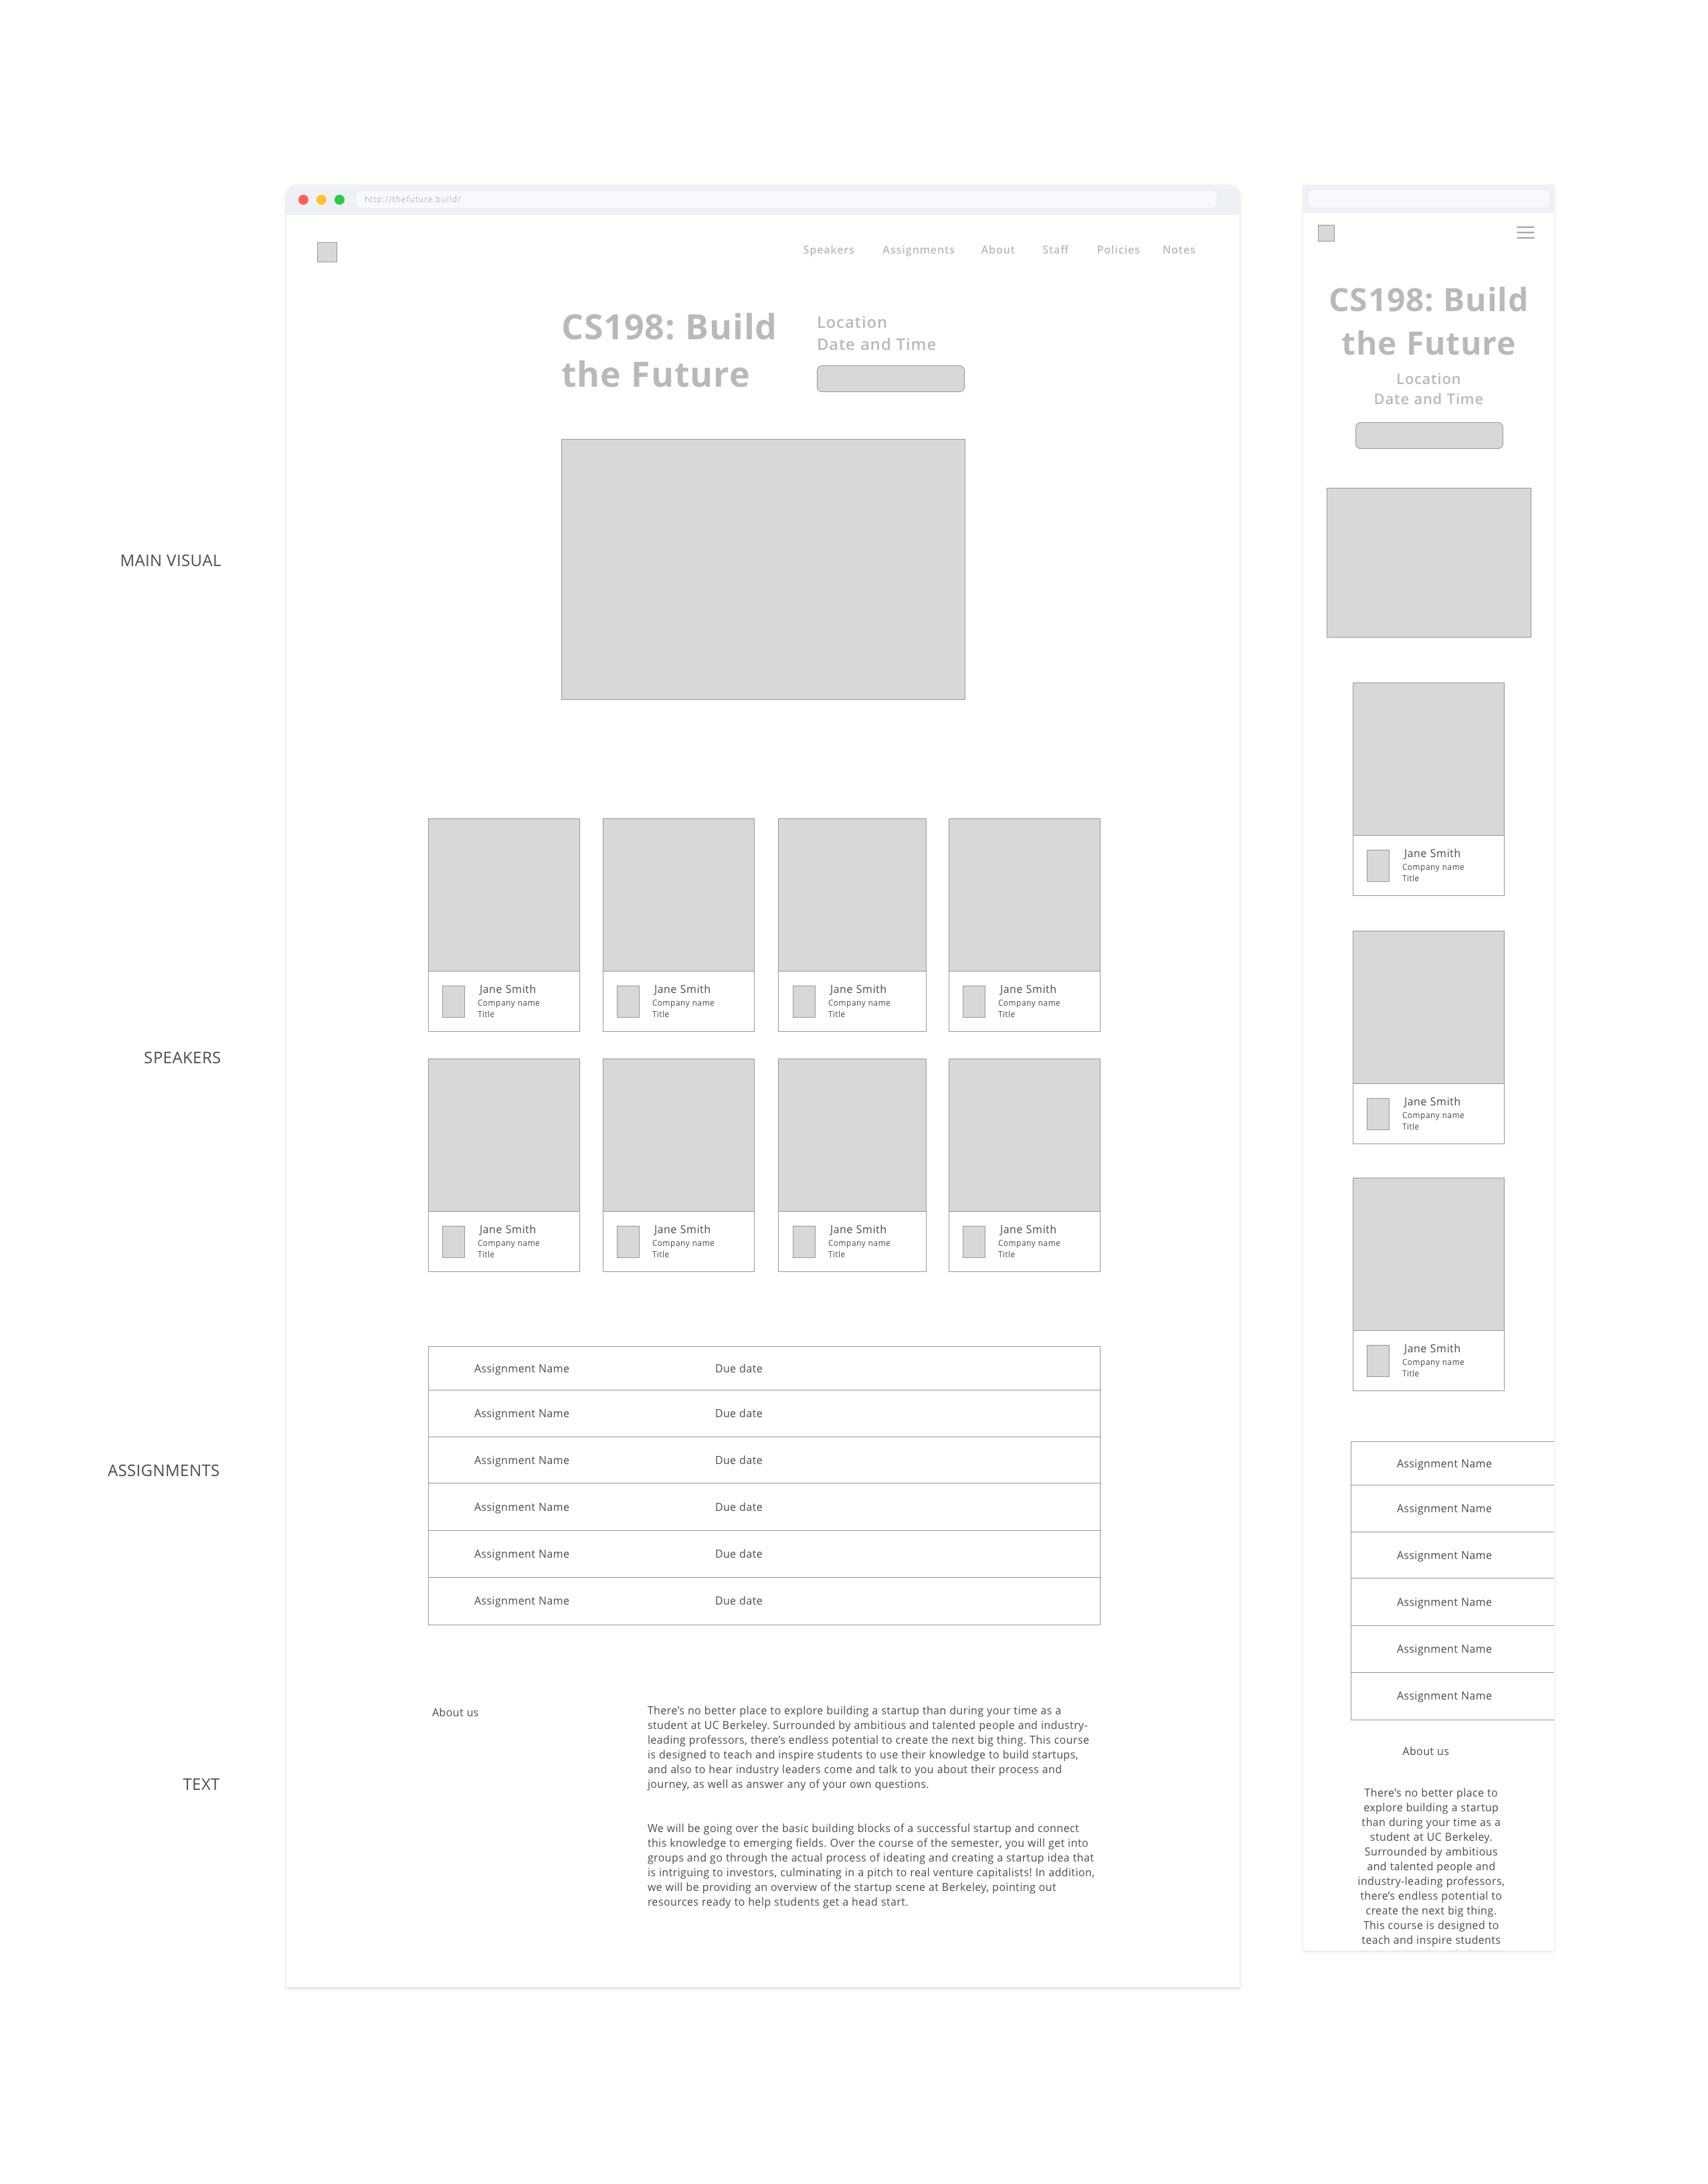 http://thefuture.build/
Speakers Assignments About Staff Policies Notes
CS198: Build
the Future
Location
Date and Time
MAIN VISUAL
SPEAKERS
Jane Smith
Company name
Title
Jane Smith
Company name
Title
Jane Smith
Company name
Title
Jane Smith
Company name
Title
Jane Smith
Company name
Title
Jane Smith
Company name
Title
Jane Smith
Company name
Title
Jane Smith
Company name
Title
ASSIGNMENTS
Assignment Name Due date
Assignment Name Due date
Assignment Name Due date
Assignment Name Due date
Assignment Name Due date
Assignment Name Due date
TEXT
About us
There’s no better place to explore building a startup than during your time as a
student at UC Berkeley. Surrounded by ambitious and talented people and industry-
leading professors, there’s endless potential to create the next big thing. This course
is designed to teach and inspire students to use their knowledge to build startups,
and also to hear industry leaders come and talk to you about their process and
journey, as well as answer any of your own questions.
We will be going over the basic building blocks of a successful startup and connect
this knowledge to emerging fields. Over the course of the semester, you will get into
groups and go through the actual process of ideating and creating a startup idea that
is intriguing to investors, culminating in a pitch to real venture capitalists! In addition,
we will be providing an overview of the startup scene at Berkeley, pointing out
resources ready to help students get a head start.
CS198: Build
the Future
Location
Date and Time
Jane Smith
Company name
Title
Jane Smith
Company name
Title
Jane Smith
Company name
Title
Assignment Name
Assignment Name
Assignment Name
Assignment Name
Assignment Name
Assignment Name
About us
There’s no better place to
explore building a startup
than during your time as a
student at UC Berkeley.
Surrounded by ambitious
and talented people and
industry-leading professors,
there’s endless potential to
create the next big thing.
This course is designed to
teach and inspire students